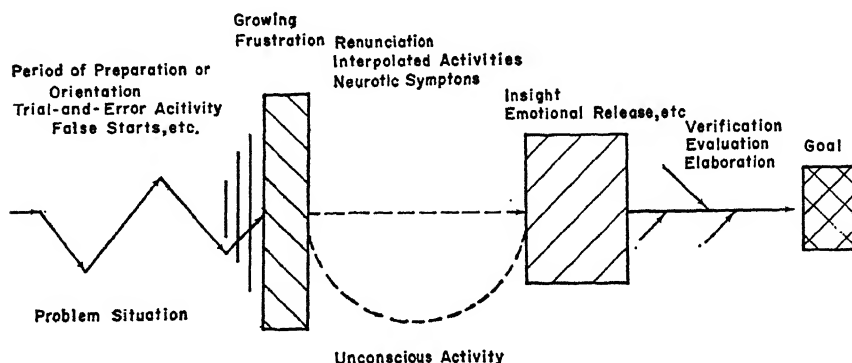 Growing
Frustration
Period of Preparation or
Orientation
Trial-and-Error Acitivity
False Starts,etc.
Renunciation
Interpolated Activities
Neurotic Symptons
Insight
Emotional Release,etc
Verification
Evaluation
Elaboration
Goal
Problem Situation
Unconscious Activity